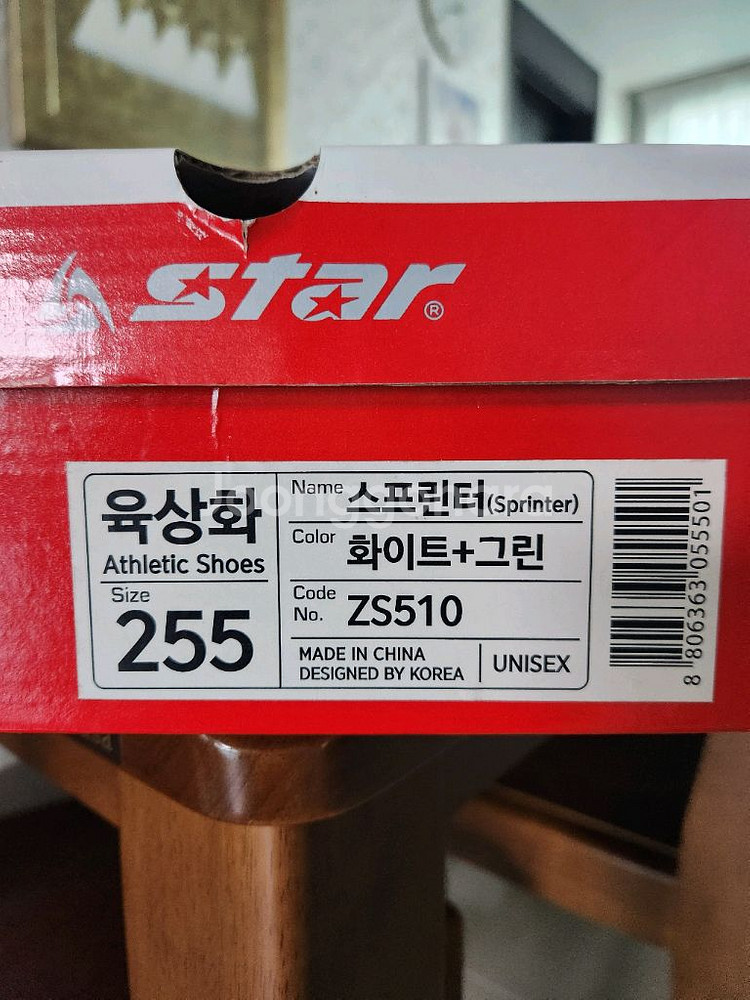 star®
육상화
Athletic Shoes
Size
255
Name 스프린터(Sprinter)
Color 화이트+그린
Code No. ZS510
MADE IN CHINA
DESIGNED BY KOREA
UNISEX
8 806363 055501